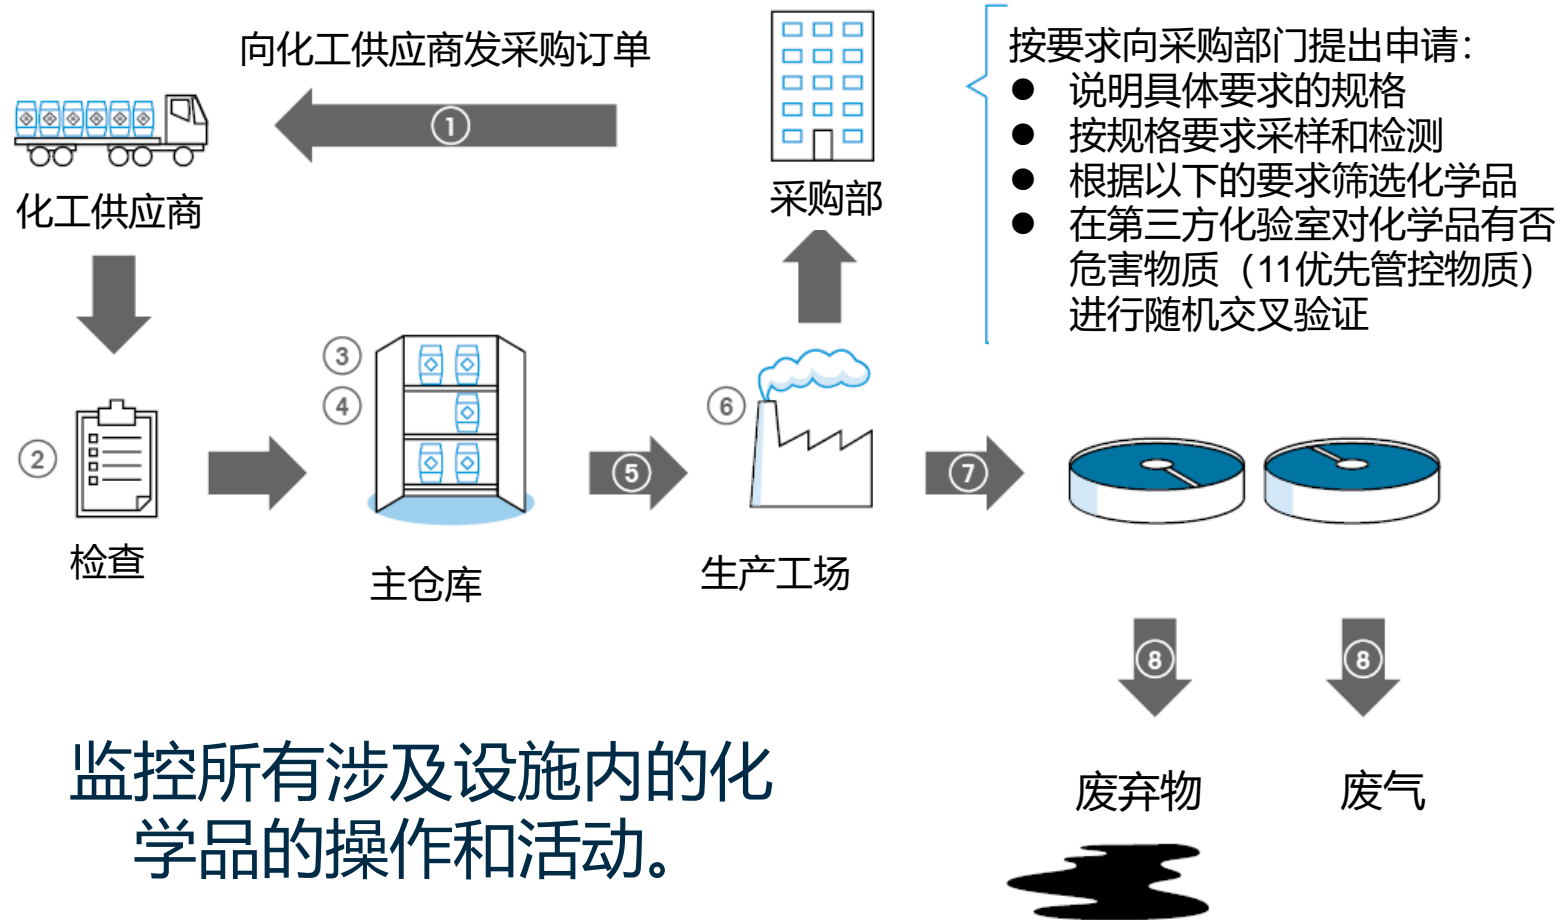 向化工供应商发采购订单
①
化工供应商
采购部
按要求向采购部门提出申请:
● 说明具体要求的规格
● 按规格要求采样和检测
● 根据以下的要求筛选化学品
● 在第三方化验室对化学品有否
危害物质（11优先管控物质）
进行随机交叉验证
②
检查
③
④
主仓库
⑤
⑥
生产工场
⑦
⑧
⑧
废弃物
废气
监控所有涉及设施内的化
学品的操作和活动。